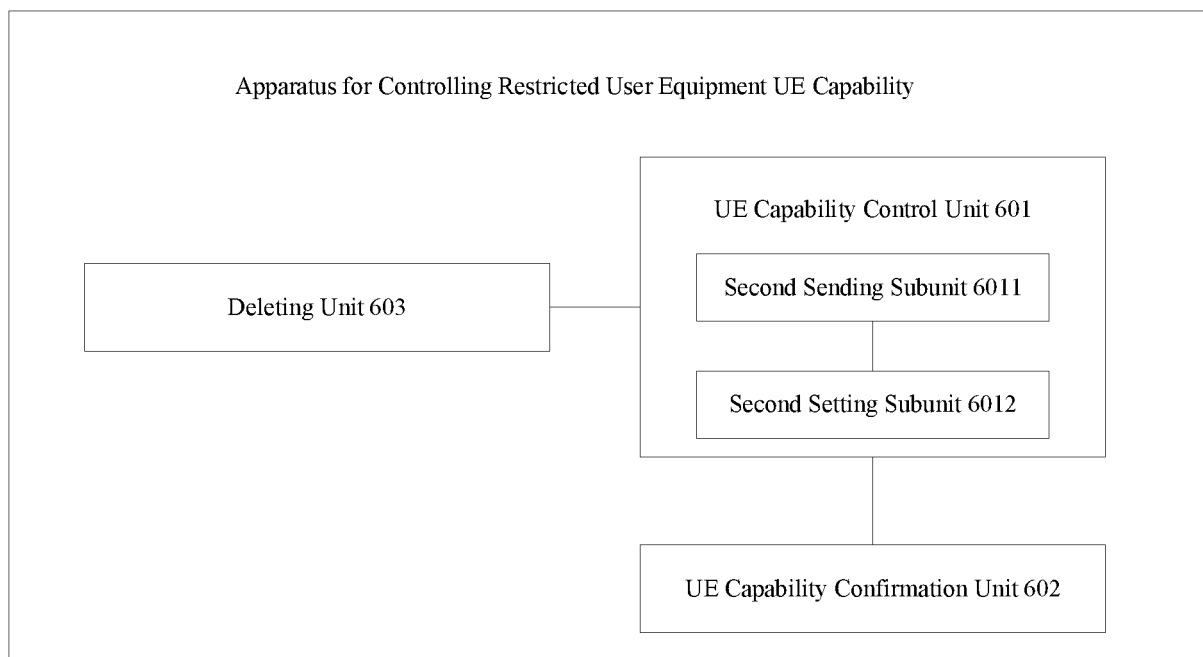 Apparatus for Controlling Restricted User Equipment UE Capability
UE Capability Control Unit 601
Second Sending Subunit 6011
Deleting Unit 603
Second Setting Subunit 6012
UE Capability Confirmation Unit 602